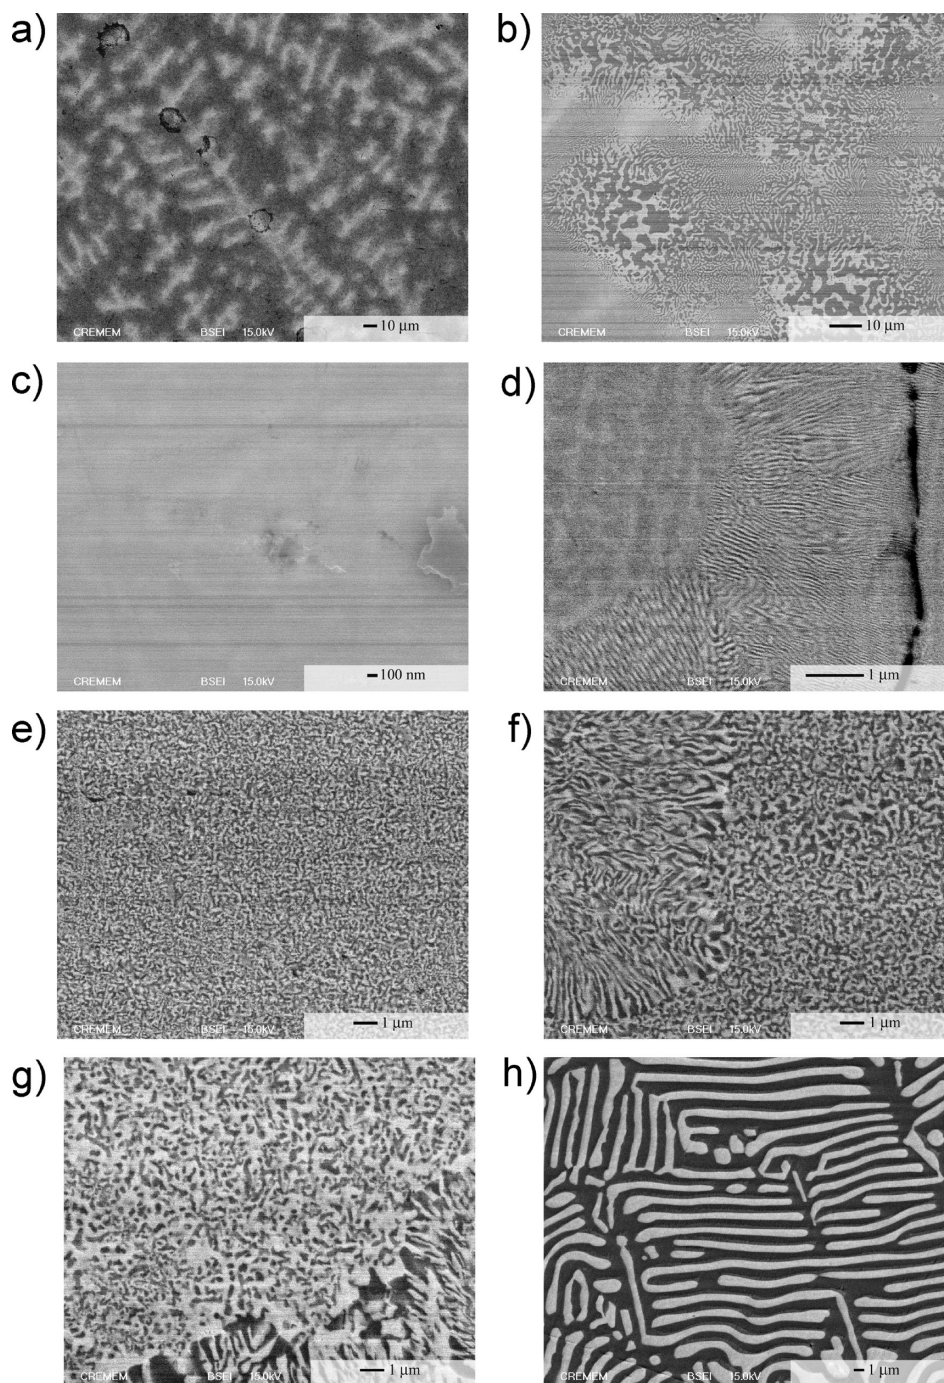 a)
b)
CREMEM BSEI 15.0kV 10 μm
CREMEM BSEI 15.0kV 10 μm
c)
d)
CREMEM BSEI 15.0kV 100 nm
CREMEM BSEI 15.0kV 1 μm
e)
f)
CREMEM BSEI 15.0kV 1 μm
CREMEM BSEI 15.0kV 1 μm
g)
h)
CREMEM BSEI 15.0kV 1 μm
CREMEM BSEI 15.0kV 1 μm